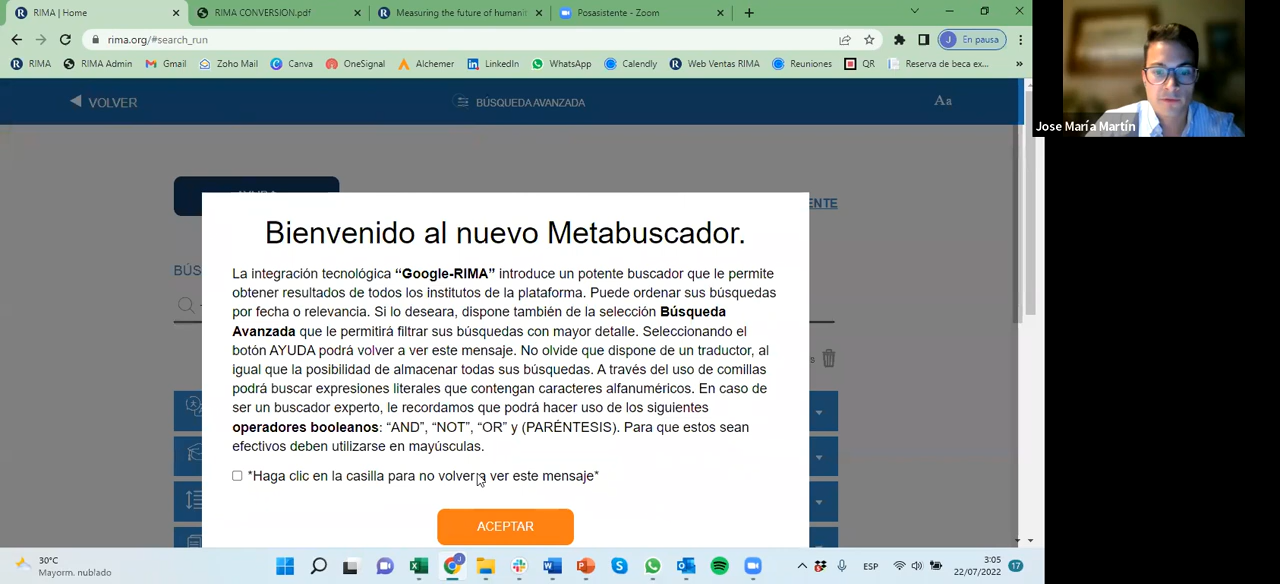 RIMA | Home
RIMA CONVERSION.pdf
Measuring the future of humanit
Posasistente - Zoom
rima.org/#search_run
J
En pausa
RIMA
RIMA Admin
Gmail
Zoho Mail
Canva
OneSignal
Alchemer
LinkedIn
WhatsApp
Calendly
Web Ventas RIMA
Reuniones
QR
Reserva de beca ex...
VOLVER
BÚSQUEDA AVANZADA
Aa
Jose María Martín
ENTE
BÚS
Bienvenido al nuevo Metabuscador.
La integración tecnológica “Google-RIMA” introduce un potente buscador que le permite
obtener resultados de todos los institutos de la plataforma. Puede ordenar sus búsquedas
por fecha o relevancia. Si lo deseara, dispone también de la selección Búsqueda
Avanzada que le permitirá filtrar sus búsquedas con mayor detalle. Seleccionando el
botón AYUDA podrá volver a ver este mensaje. No olvide que dispone de un traductor, al
igual que la posibilidad de almacenar todas sus búsquedas. A través del uso de comillas
podrá buscar expresiones literales que contengan caracteres alfanuméricos. En caso de
ser un buscador experto, le recordamos que podrá hacer uso de los siguientes
operadores booleanos: “AND”, “NOT”, “OR” y (PARÉNTESIS). Para que estos sean
efectivos deben utilizarse en mayúsculas.
*Haga clic en la casilla para no volver a ver este mensaje*
ACEPTAR
30°C
Mayorm. nublado
ESP
3:05
22/07/2022
17